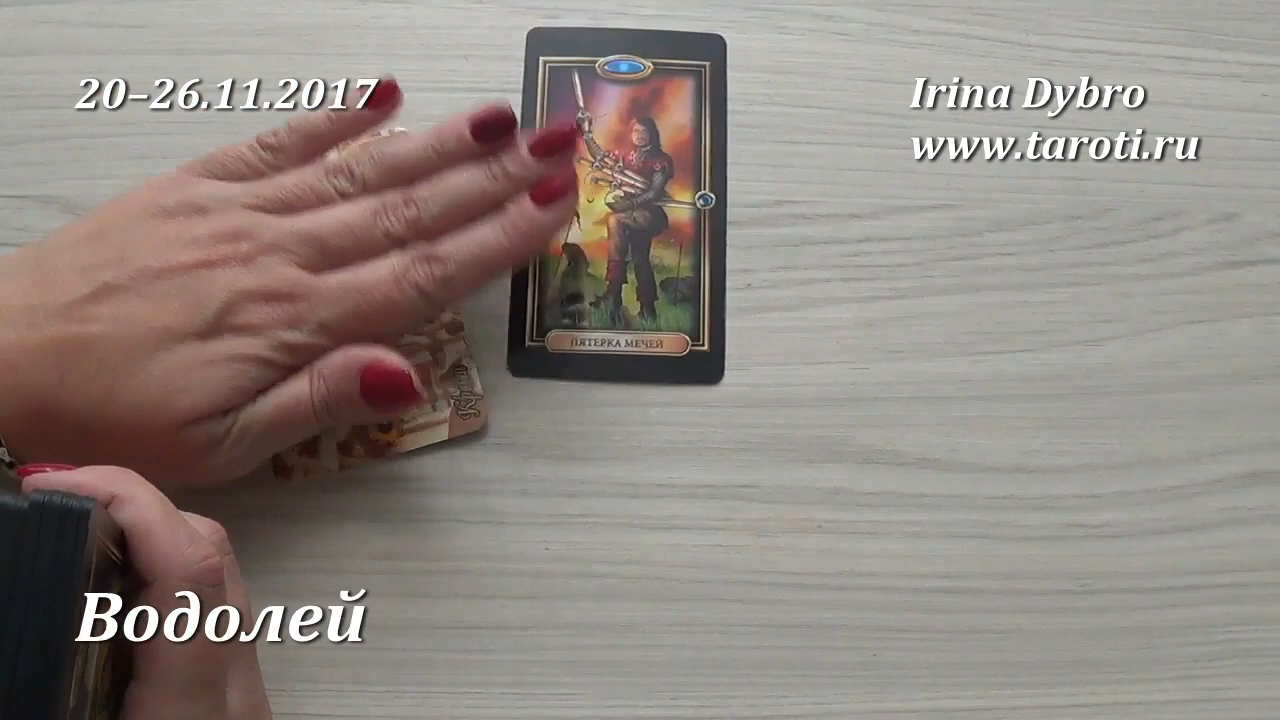 20–26.11.2017
Irina Dybro
www.taroti.ru
ПЯТЕРКА МЕЧЕЙ
Водолей